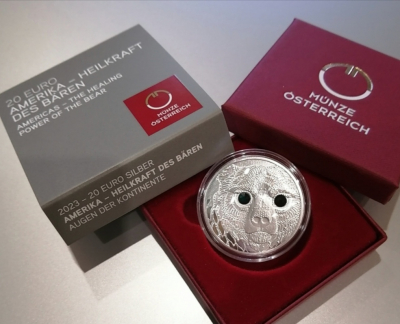 20 EURO
AMERIKA – HEILKRAFT
DES BÄREN
AMERICAS – THE HEALING
POWER OF THE BEAR
2023 – 20 EURO SILBER
AMERIKA – HEILKRAFT DES BÄREN
AUGEN DER KONTINENTE
MÜNZE
ÖSTERREICH
MÜNZE
ÖSTERREICH